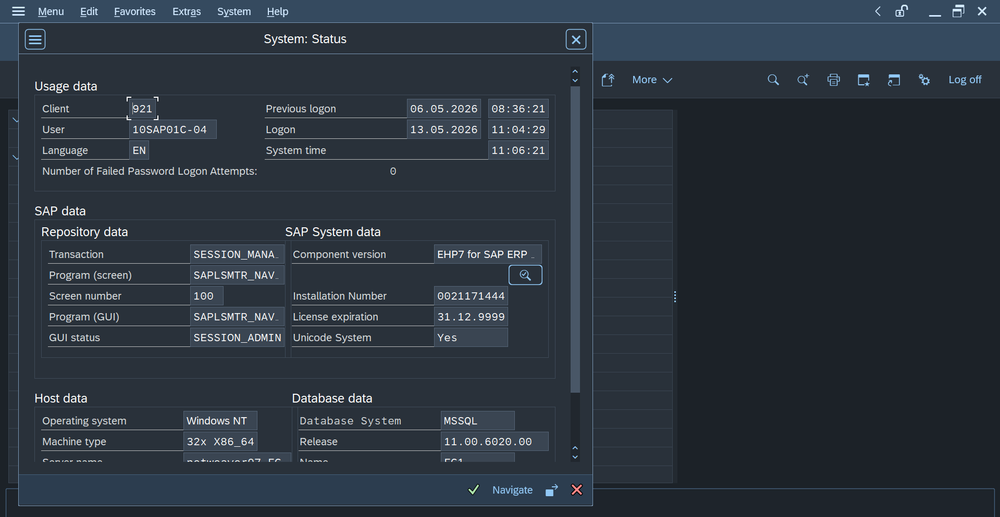 Menu Edit Favorites Extras System Help
System: Status
More Log off
Usage data
Client 921 Previous logon 06.05.2026 08:36:21
User 10SAP01C-04 Logon 13.05.2026 11:04:29
Language EN System time 11:06:21
Number of Failed Password Logon Attempts: 0
SAP data
Repository data SAP System data
Transaction SESSION_MANA… Component version EHP7 for SAP ERP …
Program (screen) SAPLSMTR_NAV…
Screen number 100 Installation Number 0021171444
Program (GUI) SAPLSMTR_NAV… License expiration 31.12.9999
GUI status SESSION_ADMIN Unicode System Yes
Host data Database data
Operating system Windows NT Database System MSSQL
Machine type 32x X86_64 Release 11.00.6020.00
Server name Name
Navigate